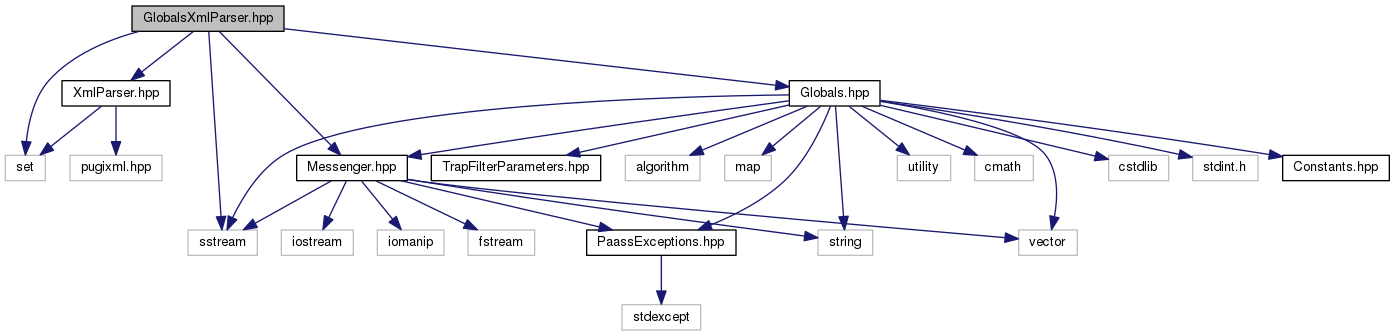 GlobalsXmlParser.hpp
XmlParser.hpp
Globals.hpp
set
pugixml.hpp
Messenger.hpp
TrapFilterParameters.hpp
algorithm
map
utility
cmath
cstdlib
stdint.h
Constants.hpp
sstream
iostream
iomanip
fstream
PaassExceptions.hpp
string
vector
stdexcept